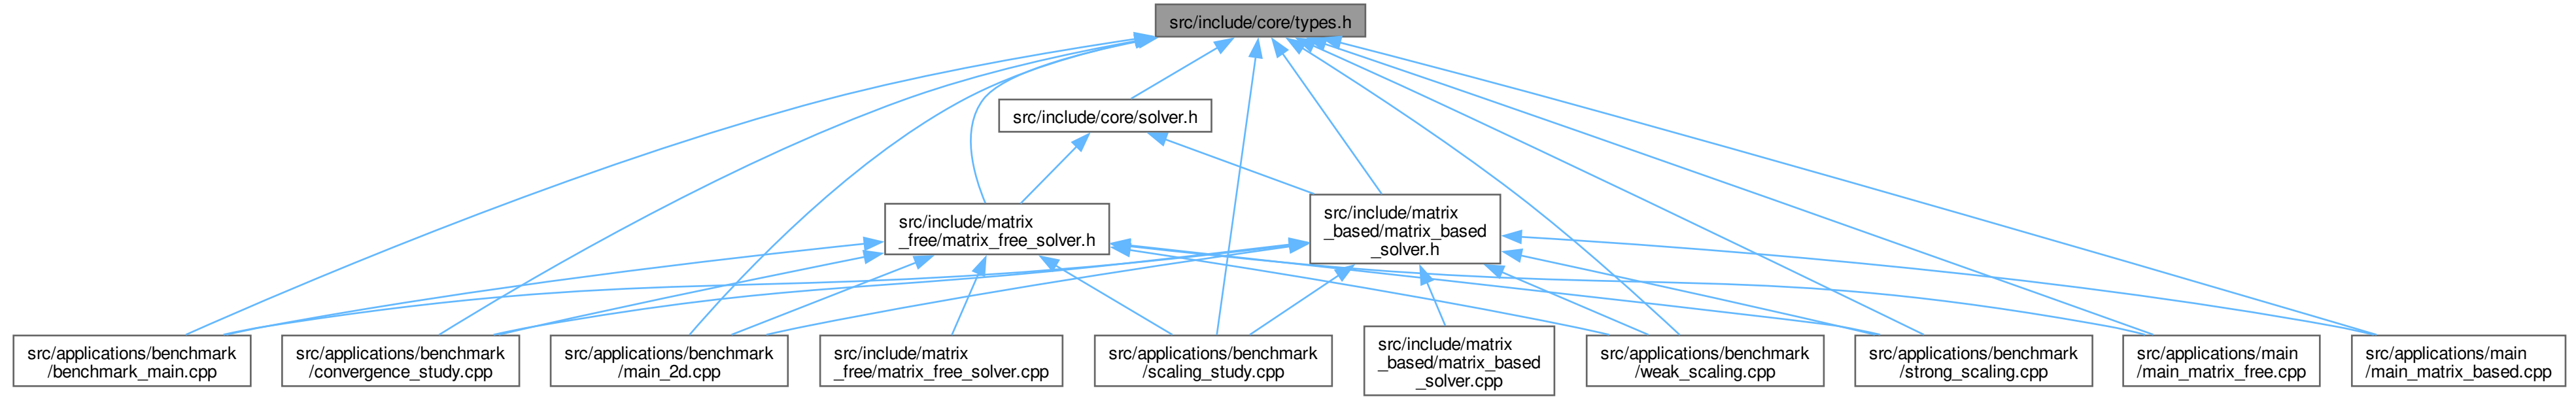 src/include/core/types.h
src/include/core/solver.h
src/include/matrix
_free/matrix_free_solver.h
src/include/matrix
_based/matrix_based
_solver.h
src/applications/benchmark
/benchmark_main.cpp
src/applications/benchmark
/convergence_study.cpp
src/applications/benchmark
/main_2d.cpp
src/include/matrix
_free/matrix_free_solver.cpp
src/applications/benchmark
/scaling_study.cpp
src/include/matrix
_based/matrix_based
_solver.cpp
src/applications/benchmark
/weak_scaling.cpp
src/applications/benchmark
/strong_scaling.cpp
src/applications/main
/main_matrix_free.cpp
src/applications/main
/main_matrix_based.cpp